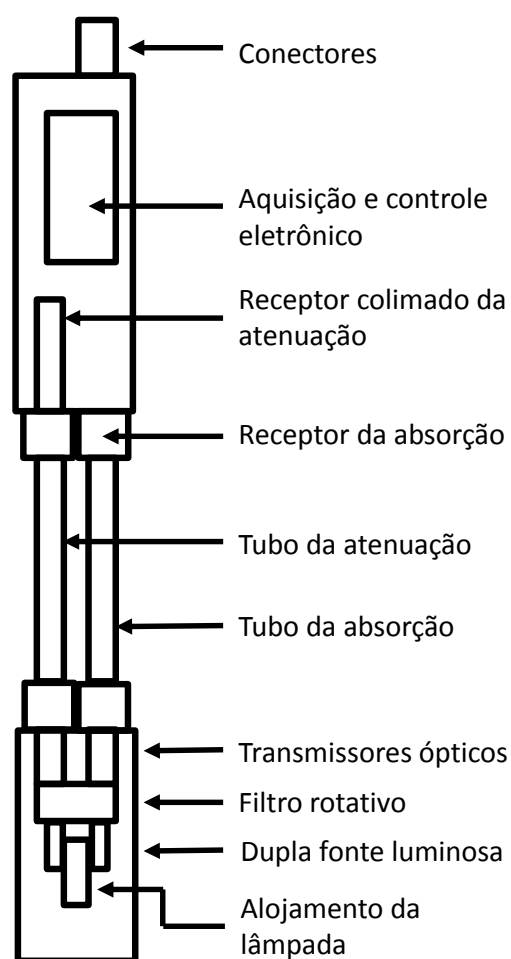 Conectores
Aquisição e controle
eletrônico
Receptor colimado da
atenuação
Receptor da absorção
Tubo da atenuação
Tubo da absorção
Transmissores ópticos
Filtro rotativo
Dupla fonte luminosa
Alojamento da
lâmpada